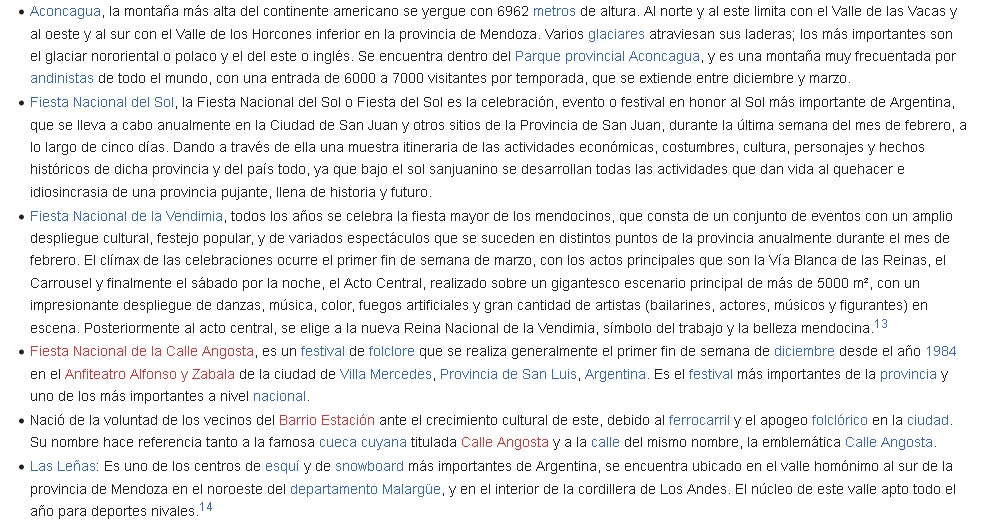 • Aconcagua, la montaña más alta del continente americano se yergue con 6962 metros de altura. Al norte y al este limita con el Valle de las Vacas y
al oeste y al sur con el Valle de los Horcones inferior en la provincia de Mendoza. Varios glaciares atraviesan sus laderas; los más importantes son
el glaciar nororiental o polaco y el del este o inglés. Se encuentra dentro del Parque provincial Aconcagua, y es una montaña muy frecuentada por
andinistas de todo el mundo, con una entrada de 6000 a 7000 visitantes por temporada, que se extiende entre diciembre y marzo.
• Fiesta Nacional del Sol, la Fiesta Nacional del Sol o Fiesta del Sol es la celebración, evento o festival en honor al Sol más importante de Argentina,
que se lleva a cabo anualmente en la Ciudad de San Juan y otros sitios de la Provincia de San Juan, durante la última semana del mes de febrero, a
lo largo de cinco días. Dando a través de ella una muestra itineraria de las actividades económicas, costumbres, cultura, personajes y hechos
históricos de dicha provincia y del país todo, ya que bajo el sol sanjuanino se desarrollan todas las actividades que dan vida al quehacer e
idiosincrasia de una provincia pujante, llena de historia y futuro.
• Fiesta Nacional de la Vendimia, todos los años se celebra la fiesta mayor de los mendocinos, que consta de un conjunto de eventos con un amplio
despliegue cultural, festejo popular, y de variados espectáculos que se suceden en distintos puntos de la provincia anualmente durante el mes de
febrero. El clímax de las celebraciones ocurre el primer fin de semana de marzo, con los actos principales que son la Vía Blanca de las Reinas, el
Carrousel y finalmente el sábado por la noche, el Acto Central, realizado sobre un gigantesco escenario principal de más de 5000 m², con un
impresionante despliegue de danzas, música, color, fuegos artificiales y gran cantidad de artistas (bailarines, actores, músicos y figurantes) en
escena. Posteriormente al acto central, se elige a la nueva Reina Nacional de la Vendimia, símbolo del trabajo y la belleza mendocina.13
• Fiesta Nacional de la Calle Angosta, es un festival de folclore que se realiza generalmente el primer fin de semana de diciembre desde el año 1984
en el Anfiteatro Alfonso y Zabala de la ciudad de Villa Mercedes, Provincia de San Luis, Argentina. Es el festival más importantes de la provincia y
uno de los más importantes a nivel nacional.
• Nació de la voluntad de los vecinos del Barrio Estación ante el crecimiento cultural de este, debido al ferrocarril y el apogeo folclórico en la ciudad.
Su nombre hace referencia tanto a la famosa cueca cuyana titulada Calle Angosta y a la calle del mismo nombre, la emblemática Calle Angosta.
• Las Leñas: Es uno de los centros de esquí y de snowboard más importantes de Argentina, se encuentra ubicado en el valle homónimo al sur de la
provincia de Mendoza en el noroeste del departamento Malargüe, y en el interior de la cordillera de Los Andes. El núcleo de este valle apto todo el
año para deportes nivales.14